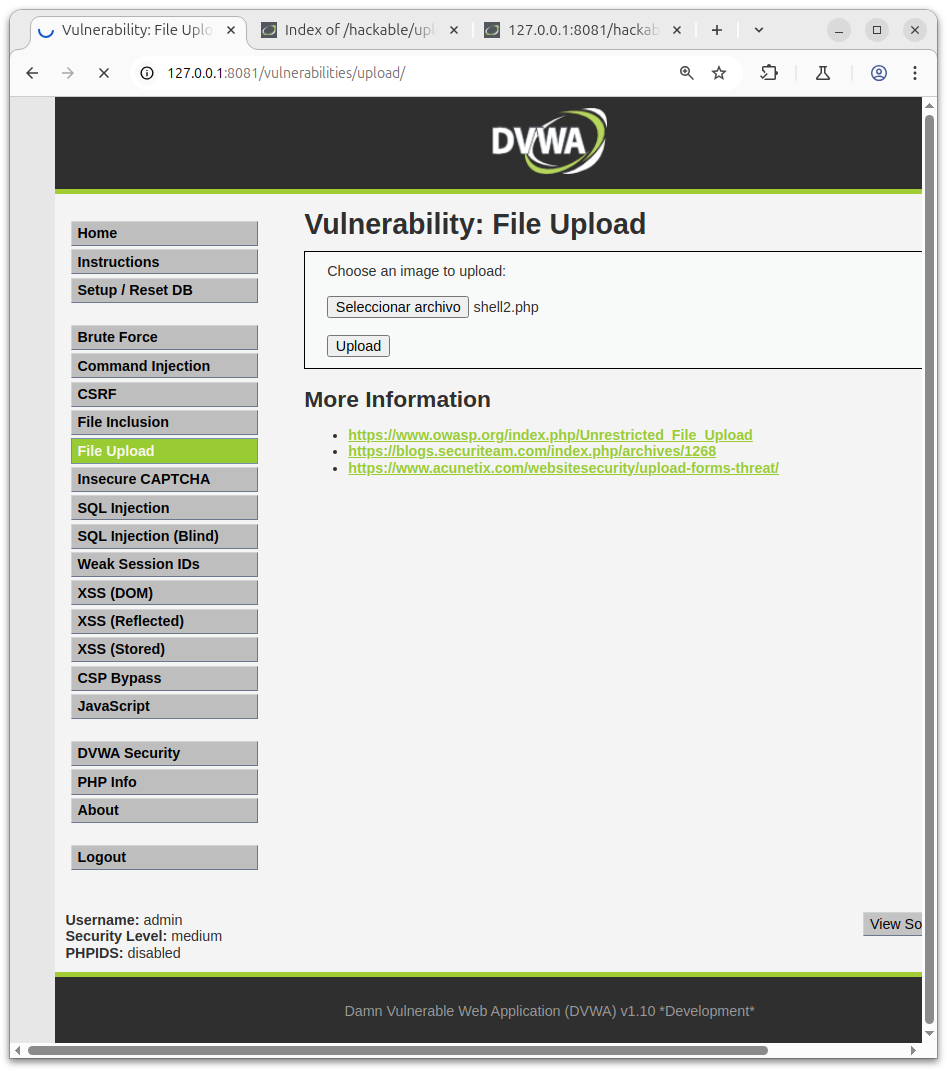 Vulnerability: File Uplo
Index of /hackable/upl
127.0.0.1:8081/hackab
127.0.0.1:8081/vulnerabilities/upload/
DVWA
Home
Instructions
Setup / Reset DB
Brute Force
Command Injection
CSRF
File Inclusion
File Upload
Insecure CAPTCHA
SQL Injection
SQL Injection (Blind)
Weak Session IDs
XSS (DOM)
XSS (Reflected)
XSS (Stored)
CSP Bypass
JavaScript
DVWA Security
PHP Info
About
Logout
Vulnerability: File Upload
Choose an image to upload:
Seleccionar archivo shell2.php
Upload
More Information
https://www.owasp.org/index.php/Unrestricted_File_Upload
https://blogs.securiteam.com/index.php/archives/1268
https://www.acunetix.com/websitesecurity/upload-forms-threat/
Username: admin
Security Level: medium
PHPIDS: disabled
View So
Damn Vulnerable Web Application (DVWA) v1.10 *Development*